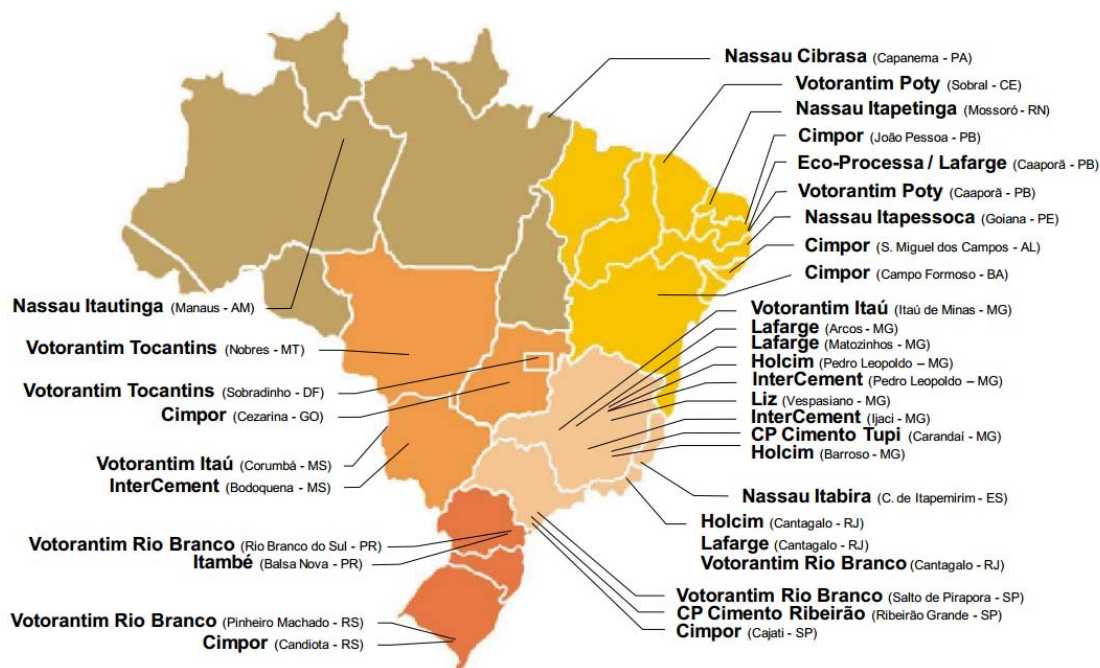 Nassau Cibrasa (Capanema - PA)
Votorantim Poty (Sobral - CE)
Nassau Itapetinga (Mossoró - RN)
Cimpor (João Pessoa - PB)
Eco-Processa / Lafarge (Caaporã - PB)
Votorantim Poty (Caaporã - PB)
Nassau Itapessoca (Goiana - PE)
Cimpor (S. Miguel dos Campos - AL)
Cimpor (Campo Formoso - BA)
Nassau Itautinga (Manaus - AM)
Votorantim Tocantins (Nobres - MT)
Votorantim Tocantins (Sobradinho - DF)
Cimpor (Cezarina - GO)
Votorantim Itaú (Corumbá - MS)
InterCement (Bodoquena - MS)
Votorantim Itaú (Itaú de Minas - MG)
Lafarge (Arcos - MG)
Lafarge (Matozinhos - MG)
Holcim (Pedro Leopoldo – MG)
InterCement (Pedro Leopoldo – MG)
Liz (Vespasiano - MG)
InterCement (Ijaci - MG)
CP Cimento Tupi (Carandaí - MG)
Holcim (Barroso - MG)
Nassau Itabira (C. de Itapemirim - ES)
Holcim (Cantagalo - RJ)
Lafarge (Cantagalo - RJ)
Votorantim Rio Branco (Cantagalo - RJ)
Votorantim Rio Branco (Rio Branco do Sul - PR)
Itambé (Balsa Nova - PR)
Votorantim Rio Branco (Salto de Pirapora - SP)
CP Cimento Ribeirão (Ribeirão Grande - SP)
Cimpor (Cajati - SP)
Votorantim Rio Branco (Pinheiro Machado - RS)
Cimpor (Candiota - RS)